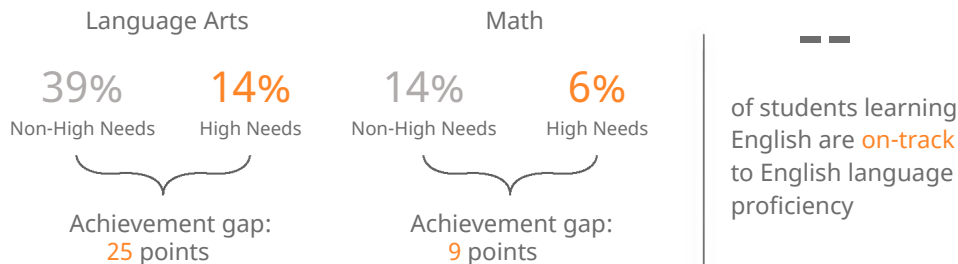 Language Arts
39% 14%
Non-High Needs High Needs
Achievement gap:
25 points
Math
14% 6%
Non-High Needs High Needs
Achievement gap:
9 points
--
of students learning
English are on-track
to English language
proficiency